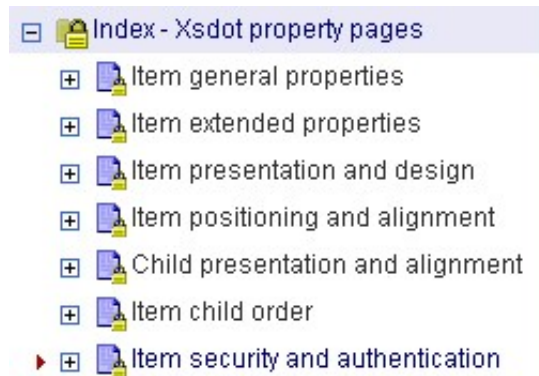 Index - Xsdot property pages
Item general properties
Item extended properties
Item presentation and design
Item positioning and alignment
Child presentation and alignment
Item child order
Item security and authentication